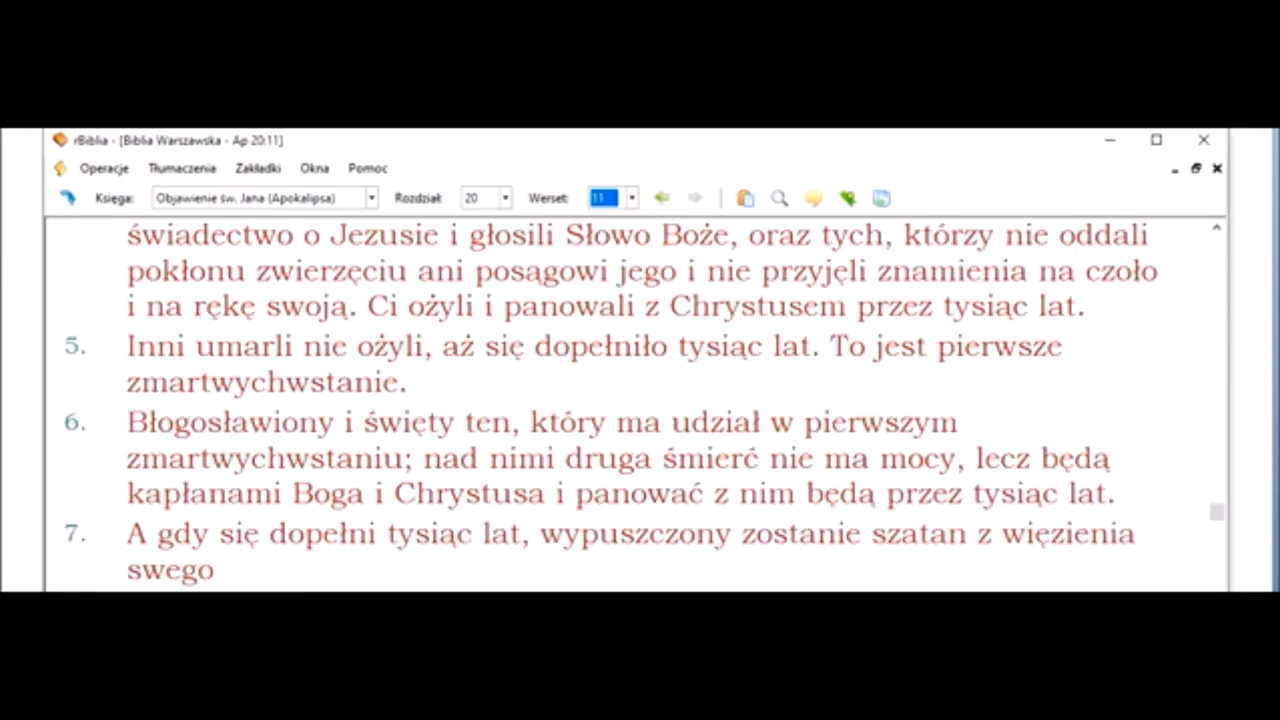 rBiblia - [Biblia Warszawska - Ap 20:11]
Operacje Tłumaczenia Zakładki Okna Pomoc
Księga: Objawienie św. Jana (Apokalipsa) Rozdział 20 Werset: 11
świadectwo o Jezusie i głosili Słowo Boże, oraz tych, którzy nie oddali
pokłonu zwierzęciu ani posągowi jego i nie przyjęli znamienia na czoło
i na rękę swoją. Ci ożyli i panowali z Chrystusem przez tysiąc lat.
5. Inni umarli nie ożyli, aż się dopełniło tysiąc lat. To jest pierwsze
zmartwychwstanie.
6. Błogosławiony i święty ten, który ma udział w pierwszym
zmartwychwstaniu; nad nimi druga śmierć nie ma mocy, lecz będą
kapłanami Boga i Chrystusa i panować z nim będą przez tysiąc lat.
7. A gdy się dopełni tysiąc lat, wypuszczony zostanie szatan z więzienia
swego